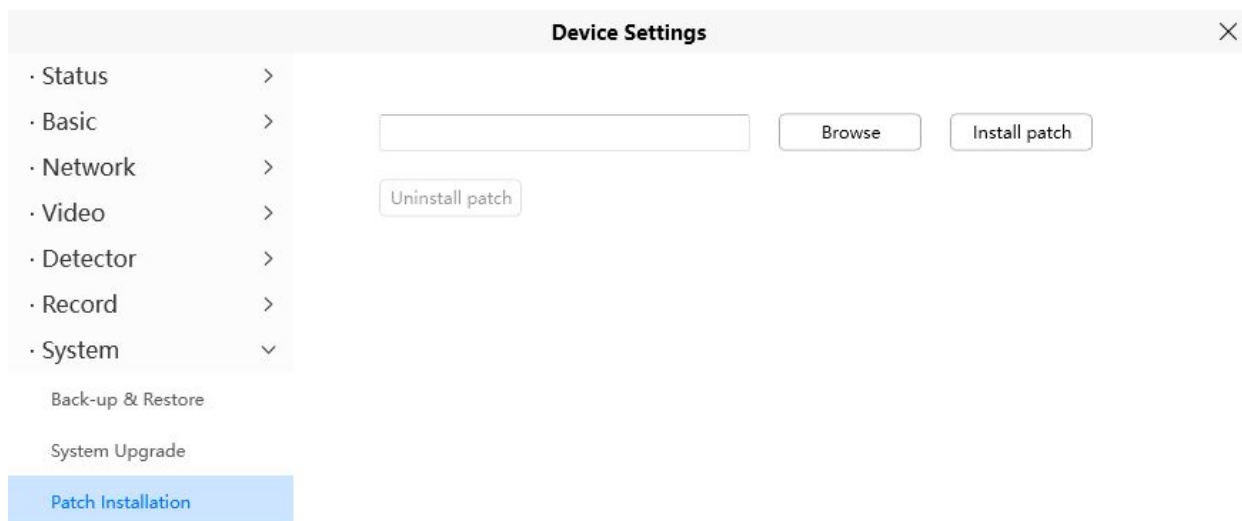 Device Settings
· Status
· Basic
· Network
· Video
· Detector
· Record
· System
Back-up & Restore
System Upgrade
Patch Installation
Browse
Install patch
Uninstall patch